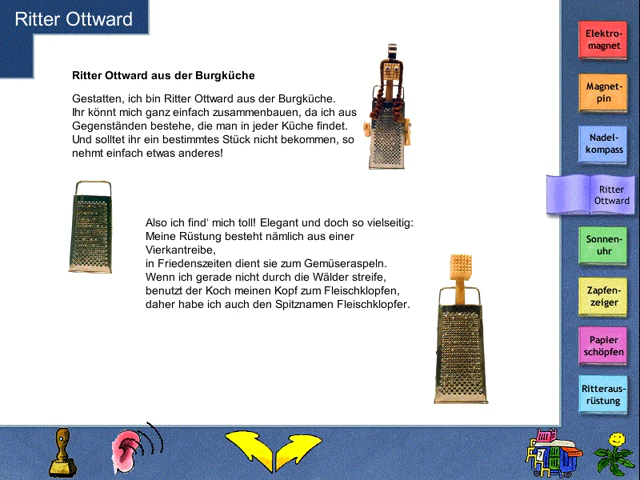 Ritter Ottward
Ritter Ottward aus der Burgküche
Gestatten, ich bin Ritter Ottward aus der Burgküche.
Ihr könnt mich ganz einfach zusammenbauen, da ich aus
Gegenständen bestehe, die man in jeder Küche findet.
Und solltet ihr ein bestimmtes Stück nicht bekommen, so
nehmt einfach etwas anderes!
Also ich find' mich toll! Elegant und doch so vielseitig:
Meine Rüstung besteht nämlich aus einer
Vierkantreibe,
in Friedenszeiten dient sie zum Gemüseraspeln.
Wenn ich gerade nicht durch die Wälder streife,
benutzt der Koch meinen Kopf zum Fleischklopfen,
daher habe ich auch den Spitznamen Fleischklopfer.
Elektro-
magnet
Magnet-
pin
Nadel-
kompass
Ritter
Ottward
Sonnen-
uhr
Zapfen-
zeiger
Papier
schöpfen
Ritteraus-
rüstung